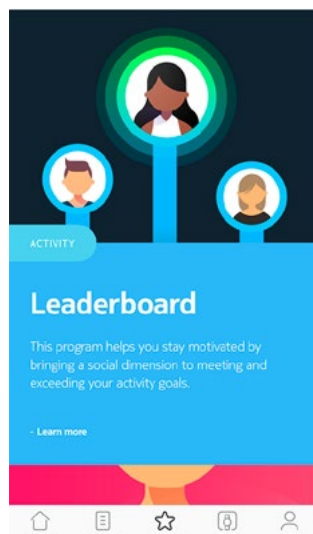 ACTIVITY
Leaderboard
This program helps you stay motivated by
bringing a social dimension to meeting and
exceeding your activity goals.
- Learn more